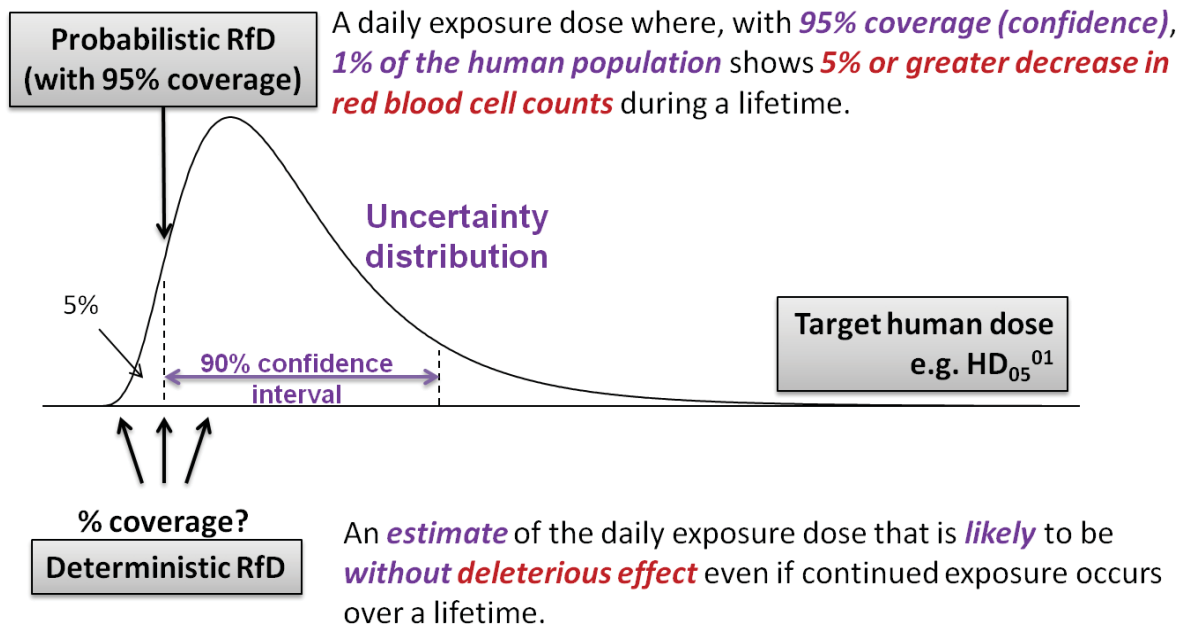 Probabilistic RfD
(with 95% coverage)
A daily exposure dose where, with 95% coverage (confidence),
1% of the human population shows 5% or greater decrease in
red blood cell counts during a lifetime.
Uncertainty
distribution
5%
90% confidence
interval
Target human dose
e.g. HD₀₅⁰¹
% coverage?
Deterministic RfD
An estimate of the daily exposure dose that is likely to be
without deleterious effect even if continued exposure occurs
over a lifetime.